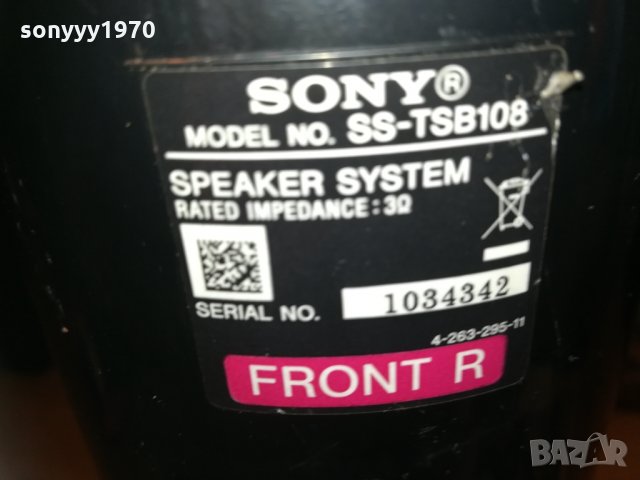 sonyyy1970
SONY®
MODEL NO. SS-TSB108
SPEAKER SYSTEM
RATED IMPEDANCE : 3Ω
SERIAL NO. 1034342
4-263-295-11
FRONT R
BAZAR